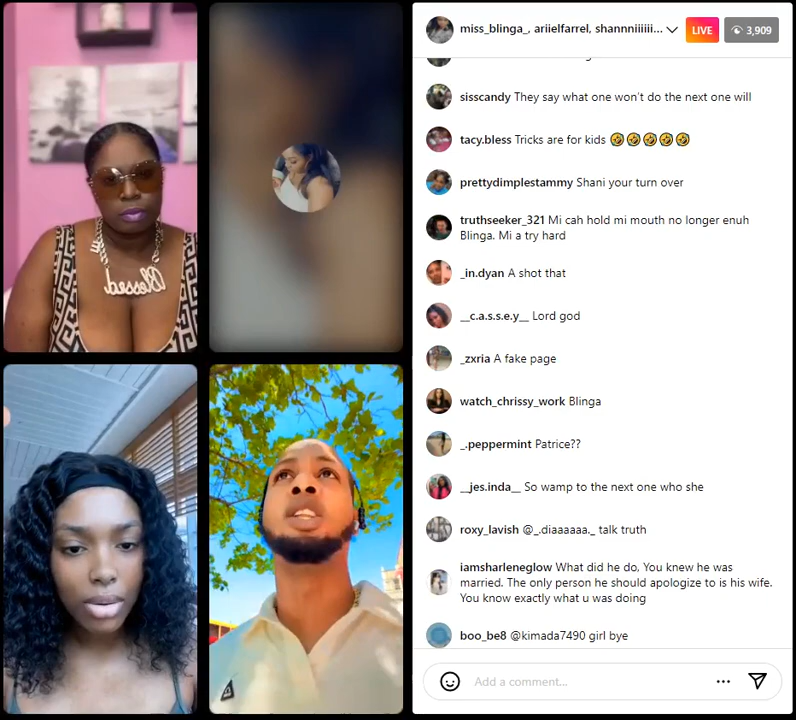 miss_blinga_, ariielfarrel, shannniiiiii...
LIVE
3,909
sisscandy They say what one won't do the next one will
tacy.bless Tricks are for kids 🤣🤣🤣🤣🤣
prettydimplestammy Shani your turn over
truthseeker_321 Mi cah hold mi mouth no longer enuh
Blinga. Mi a try hard
_in.dyan A shot that
__c.a.s.s.e.y__ Lord god
_zxria A fake page
watch_chrissy_work Blinga
_.peppermint Patrice??
__jes.inda__ So wamp to the next one who she
roxy_lavish @_.diaaaaaa._ talk truth
iamsharleneglow What did he do, You knew he was
married. The only person he should apologize to is his wife.
You know exactly what u was doing
boo_be8 @kimada7490 girl bye
Add a comment...
Blessed